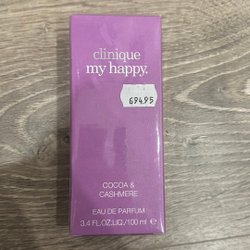 clinique
my happy.
69495
COCOA &
CASHMERE
EAU DE PARFUM
3.4 FL.OZ.LIQ./100 ml ℮